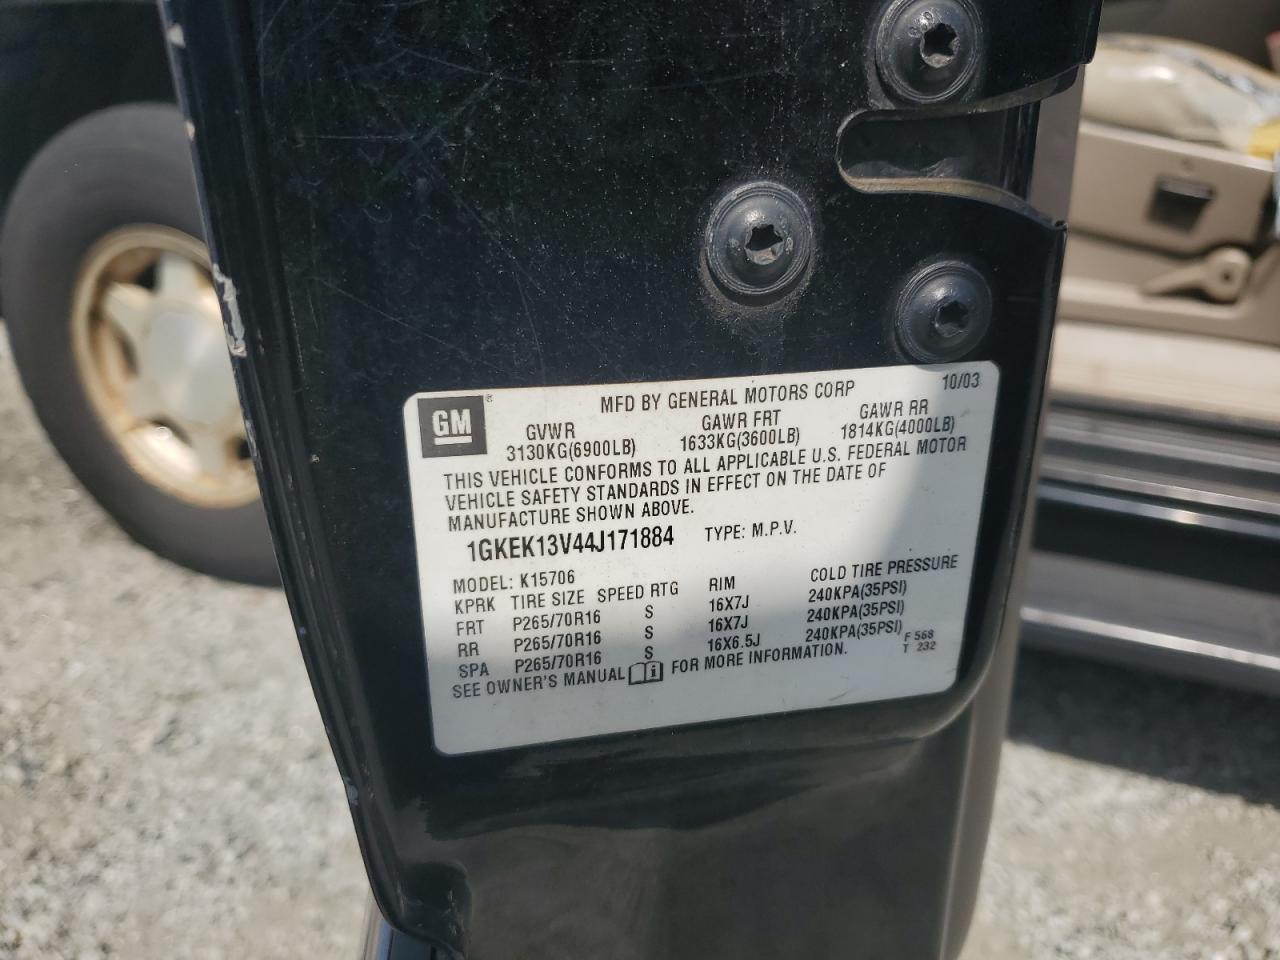 MFD BY GENERAL MOTORS CORP 10/03
GM®
GVWR GAWR FRT GAWR RR
3130KG(6900LB) 1633KG(3600LB) 1814KG(4000LB)
THIS VEHICLE CONFORMS TO ALL APPLICABLE U.S. FEDERAL MOTOR
VEHICLE SAFETY STANDARDS IN EFFECT ON THE DATE OF
MANUFACTURE SHOWN ABOVE.
1GKEK13V44J171884 TYPE: M.P.V.
MODEL: K15706
KPRK TIRE SIZE SPEED RTG RIM COLD TIRE PRESSURE
FRT P265/70R16 S 16X7J 240KPA(35PSI)
RR P265/70R16 S 16X7J 240KPA(35PSI)
SPA P265/70R16 S 16X6.5J 240KPA(35PSI)
SEE OWNER'S MANUAL i FOR MORE INFORMATION.
F 568
T 232